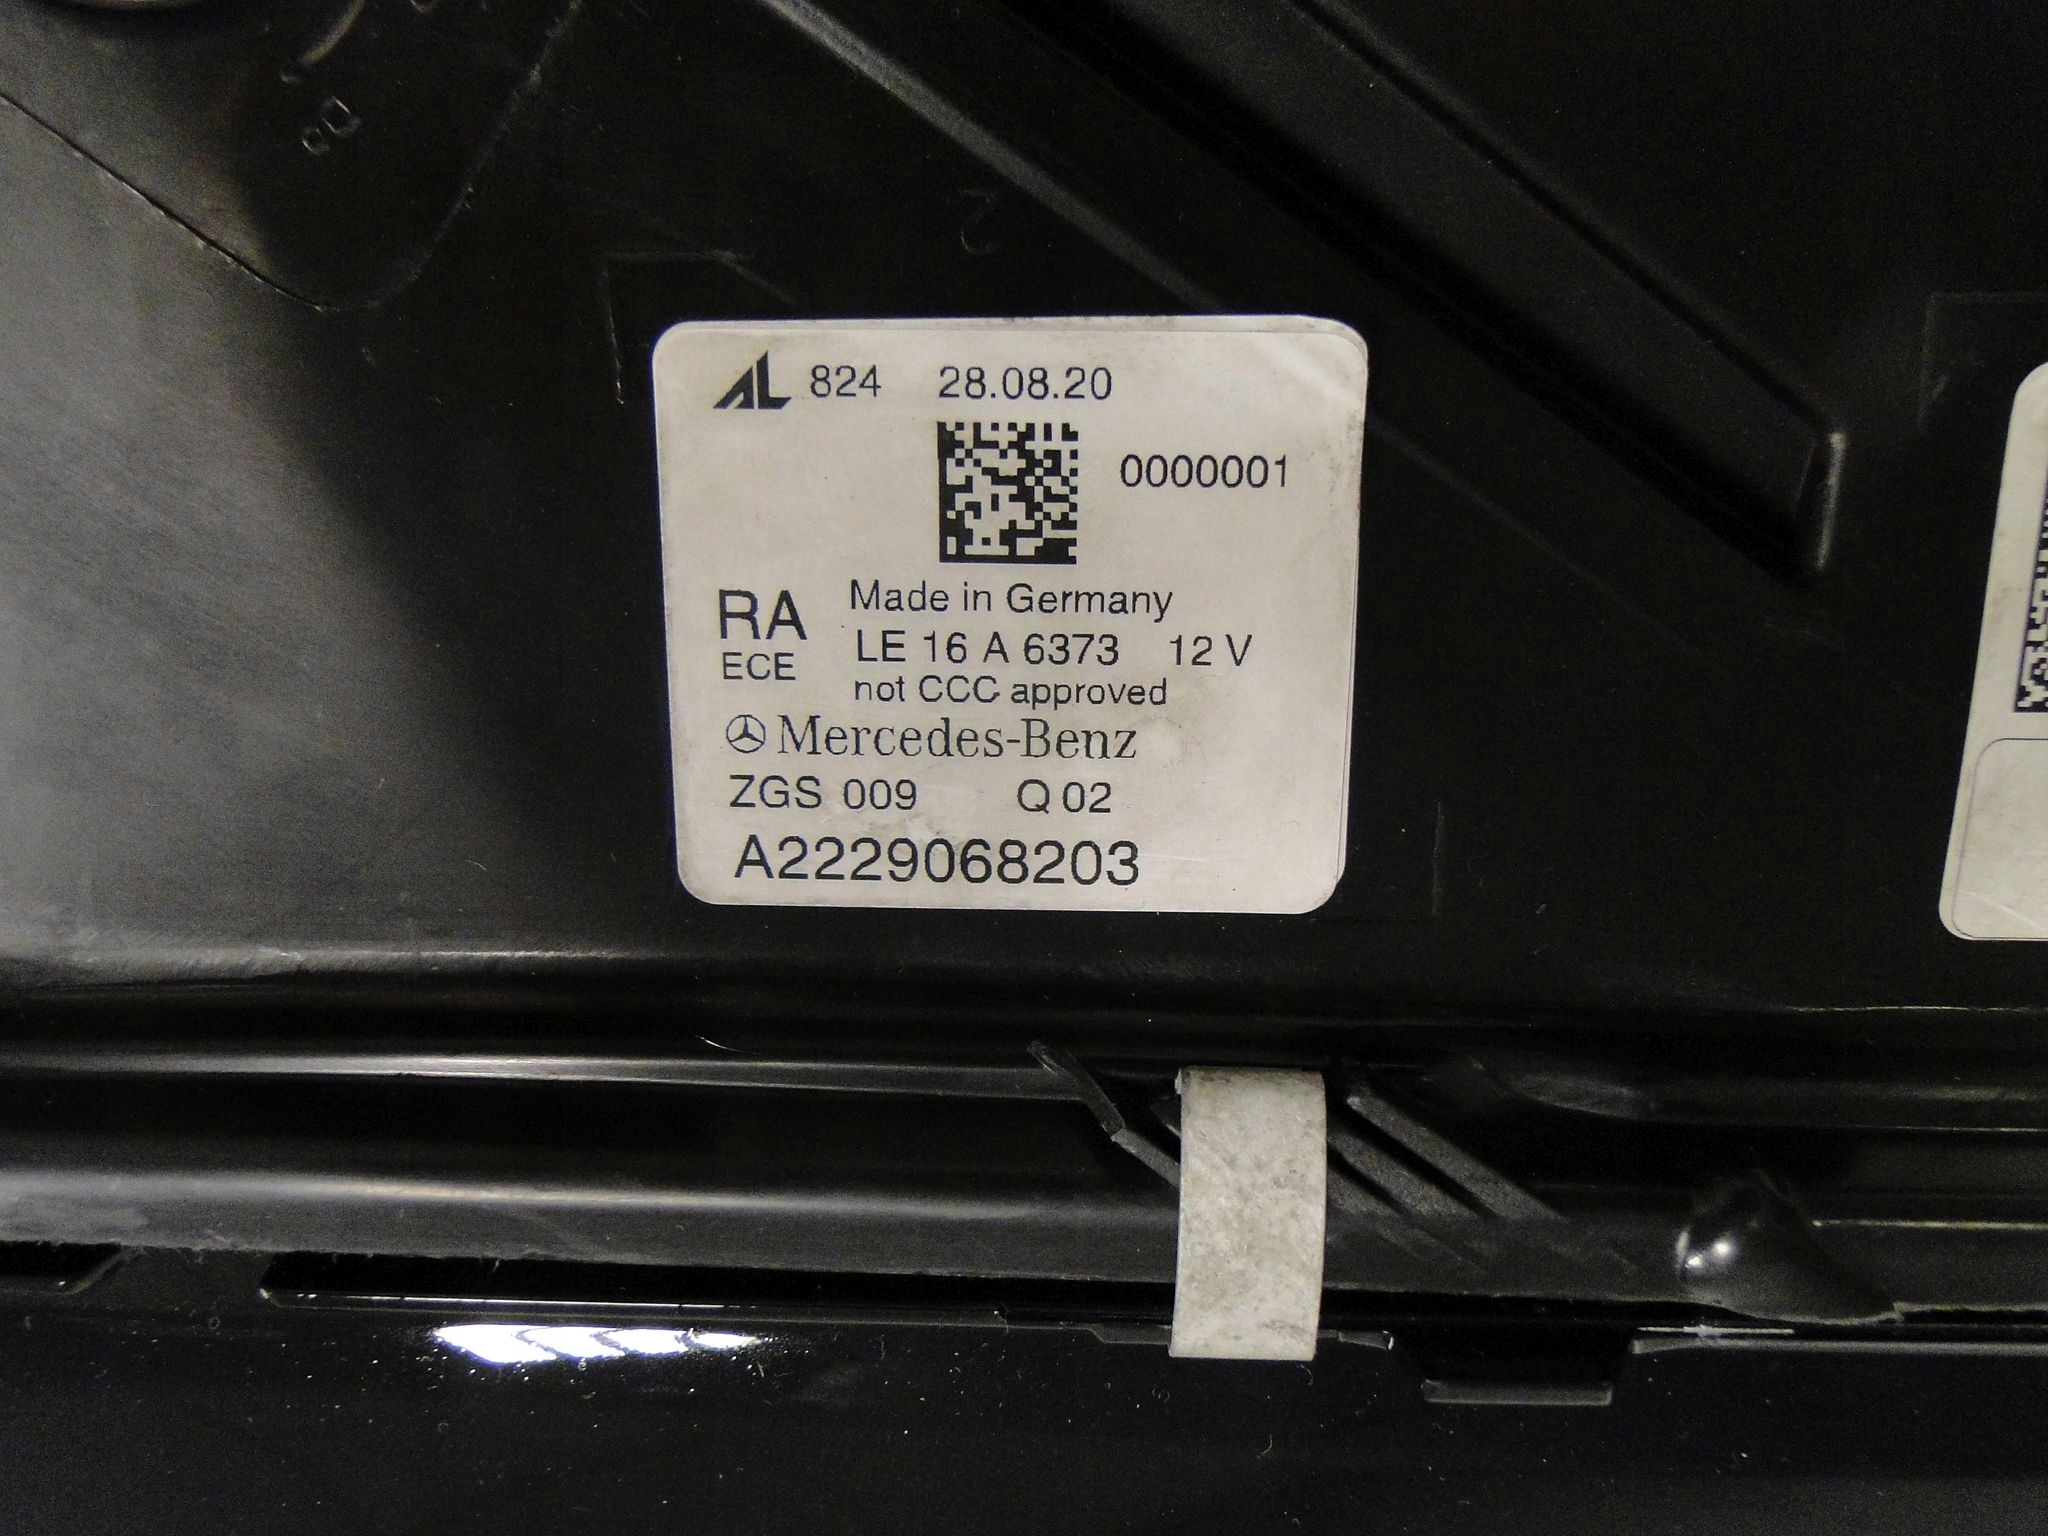 AL 824 28.08.20
0000001
RA Made in Germany
ECE LE 16 A 6373 12 V
not CCC approved
Mercedes-Benz
ZGS 009 Q 02
A2229068203